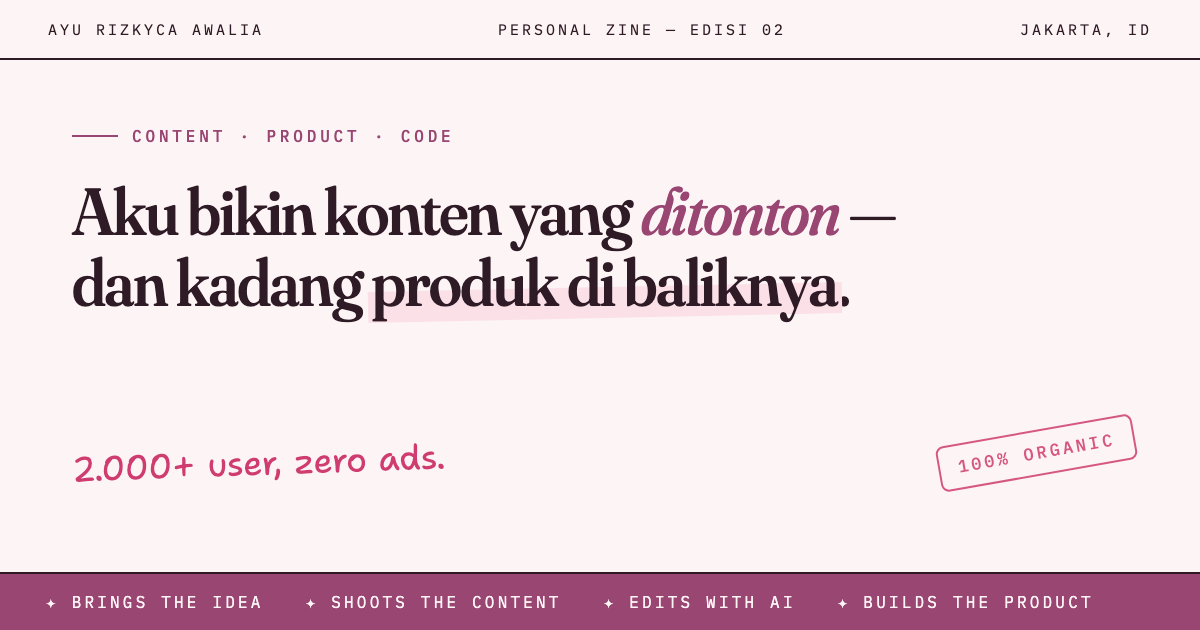 AYU RIZKYCA AWALIA
PERSONAL ZINE — EDISI 02
JAKARTA, ID
CONTENT · PRODUCT · CODE
Aku bikin konten yang ditonton —
dan kadang produk di baliknya.
2.000+ user, zero ads.
100% ORGANIC
✦ BRINGS THE IDEA ✦ SHOOTS THE CONTENT ✦ EDITS WITH AI ✦ BUILDS THE PRODUCT